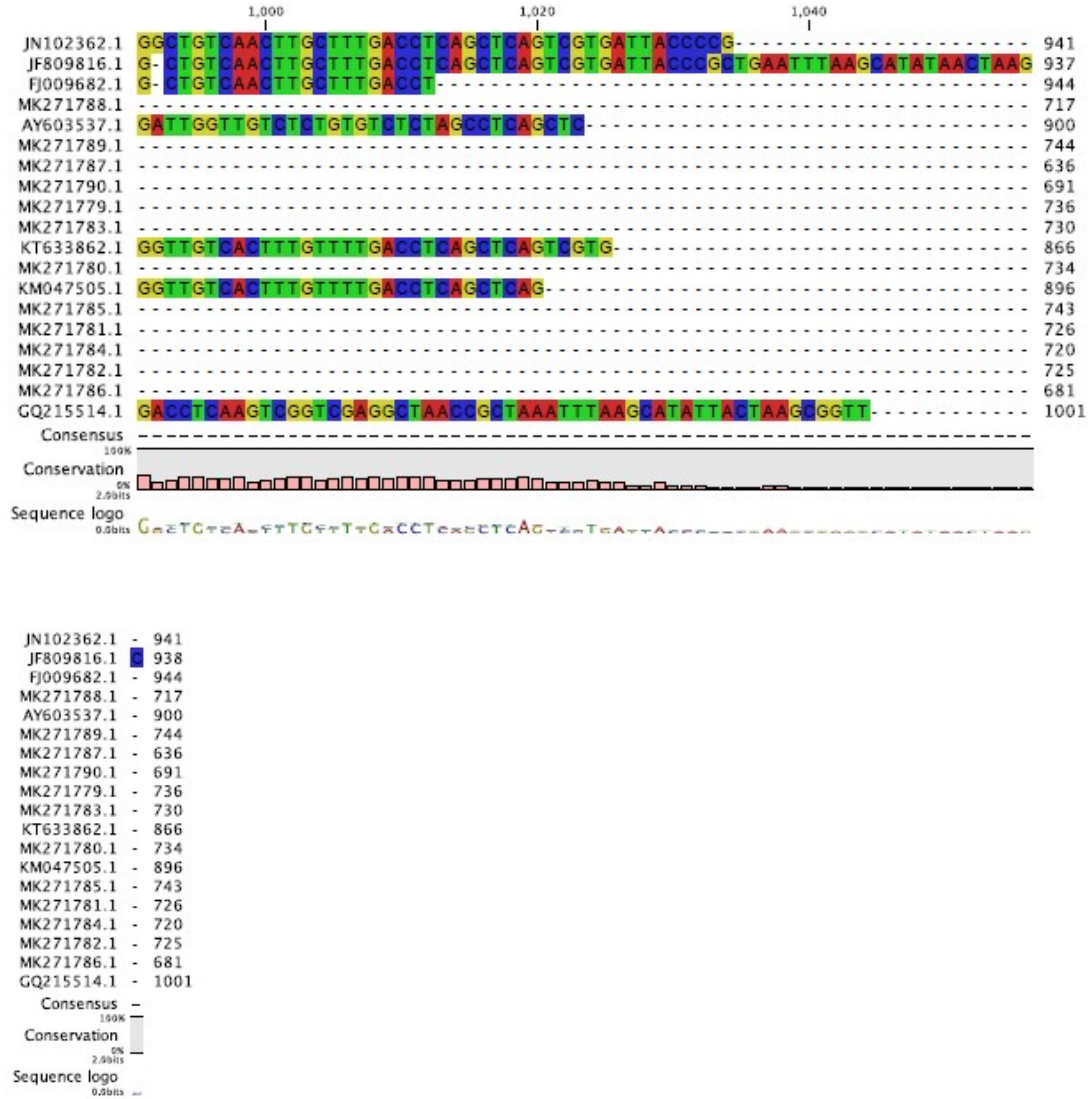 1,000 1,020 1,040
JN102362.1 GGCTGTCAACTTGCTTTGACCTCAGCTCAGTCGTGATTACCCCG---------------------- 941
JF809816.1 G-CTGTCAACTTGCTTTGACCTCAGCTCAGTCGTGATTACCCGCTGAATTTAAGCATATAACTAAG 937
FJ009682.1 G-CTGTCAACTTGCTTTGACCT-------------------------------------------- 944
MK271788.1 ------------------------------------------------------------------ 717
AY603537.1 GATTGGTTGTCTCTGTGTCTCTAGCCTCAGCTC--------------------------------- 900
MK271789.1 ------------------------------------------------------------------ 744
MK271787.1 ------------------------------------------------------------------ 636
MK271790.1 ------------------------------------------------------------------ 691
MK271779.1 ------------------------------------------------------------------ 736
MK271783.1 ------------------------------------------------------------------ 730
KT633862.1 GGTTGTCACTTTGTTTTGACCTCAGCTCAGTCGTG------------------------------- 866
MK271780.1 ------------------------------------------------------------------ 734
KM047505.1 GGTTGTCACTTTGTTTTGACCTCAGCTCAG------------------------------------ 896
MK271785.1 ------------------------------------------------------------------ 743
MK271781.1 ------------------------------------------------------------------ 726
MK271784.1 ------------------------------------------------------------------ 720
MK271782.1 ------------------------------------------------------------------ 725
MK271786.1 ------------------------------------------------------------------ 681
GQ215514.1 GACCTCAAGTCGGTCGAGGCTAACCGCTAAATTTAAGCATATTACTAAGCGGTT------------ 1001
Consensus ------------------------------------------------------------------
100%
Conservation
0%
2.0bits
Sequence logo
0.0bits
JN102362.1 - 941
JF809816.1 C 938
FJ009682.1 - 944
MK271788.1 - 717
AY603537.1 - 900
MK271789.1 - 744
MK271787.1 - 636
MK271790.1 - 691
MK271779.1 - 736
MK271783.1 - 730
KT633862.1 - 866
MK271780.1 - 734
KM047505.1 - 896
MK271785.1 - 743
MK271781.1 - 726
MK271784.1 - 720
MK271782.1 - 725
MK271786.1 - 681
GQ215514.1 - 1001
Consensus -
100%
Conservation
0%
2.0bits
Sequence logo
0.0bits